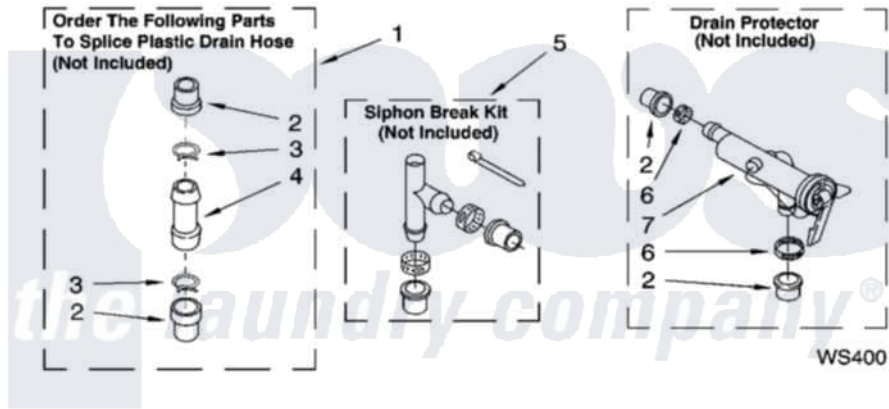 Order The Following Parts
To Splice Plastic Drain Hose
(Not Included)
1
2
3
4
3
2
5
Siphon Break Kit
(Not Included)
Drain Protector
(Not Included)
2
6
7
6
2
the laundry company®
WS400